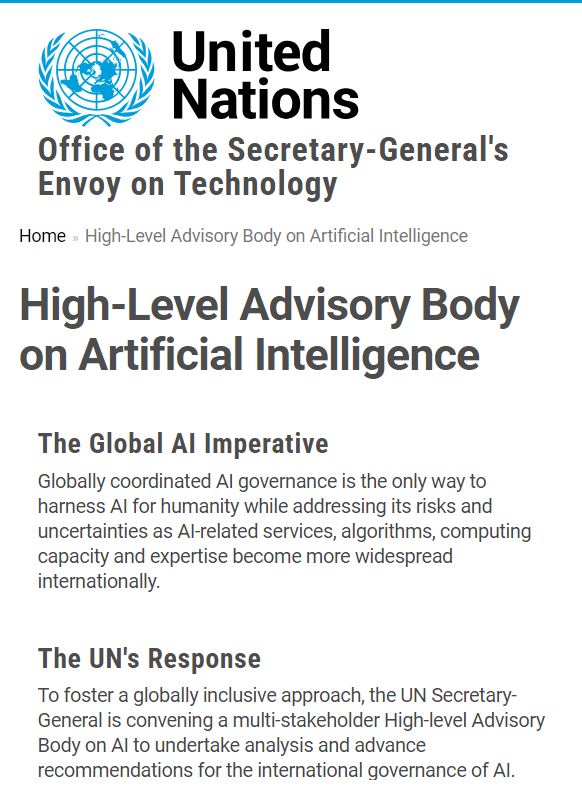 United
Nations
Office of the Secretary-General's
Envoy on Technology
Home » High-Level Advisory Body on Artificial Intelligence
High-Level Advisory Body
on Artificial Intelligence
The Global AI Imperative
Globally coordinated AI governance is the only way to
harness AI for humanity while addressing its risks and
uncertainties as AI-related services, algorithms, computing
capacity and expertise become more widespread
internationally.
The UN's Response
To foster a globally inclusive approach, the UN Secretary-
General is convening a multi-stakeholder High-level Advisory
Body on AI to undertake analysis and advance
recommendations for the international governance of AI.